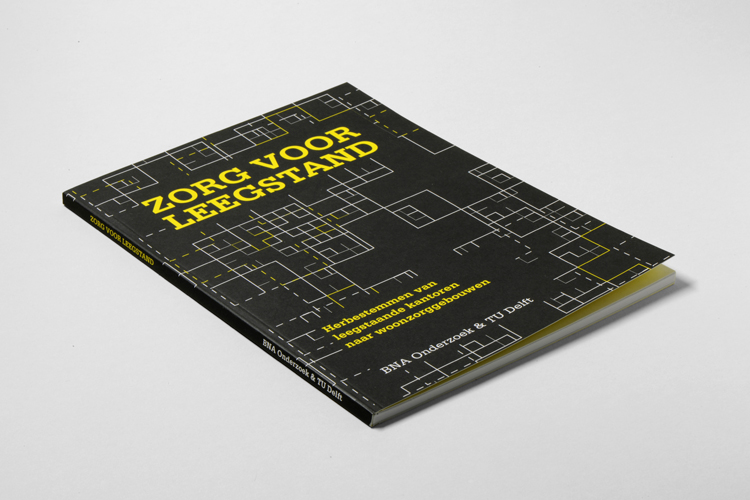 ZORG VOOR
LEEGSTAND
Herbestemmen van
leegstaande kantoren
naar woonzorggebouwen
BNA Onderzoek & TU Delft
ZORG VOOR LEEGSTAND
BNA Onderzoek & TU Delft